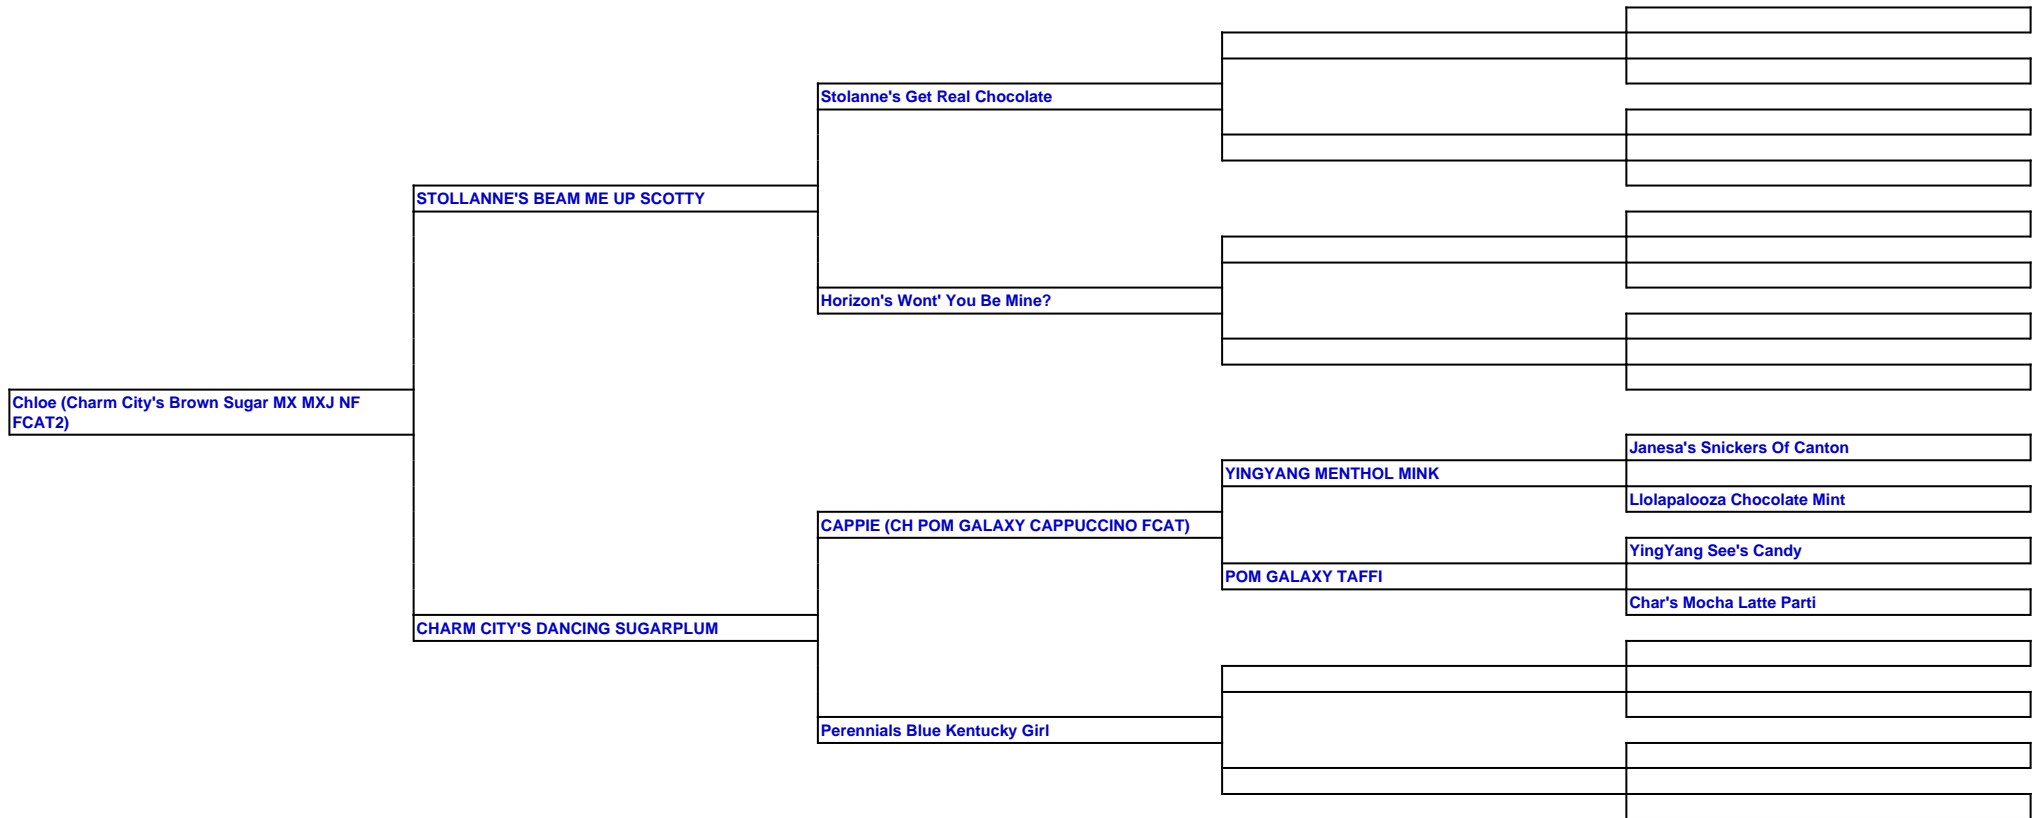 Stolanne's Get Real Chocolate
STOLLANNE'S BEAM ME UP SCOTTY
Horizon's Wont' You Be Mine?
Chloe (Charm City's Brown Sugar MX MXJ NF
FCAT2)
Janesa's Snickers Of Canton
YINGYANG MENTHOL MINK
Llolapalooza Chocolate Mint
CAPPIE (CH POM GALAXY CAPPUCCINO FCAT)
YingYang See's Candy
POM GALAXY TAFFI
Char's Mocha Latte Parti
CHARM CITY'S DANCING SUGARPLUM
Perennials Blue Kentucky Girl